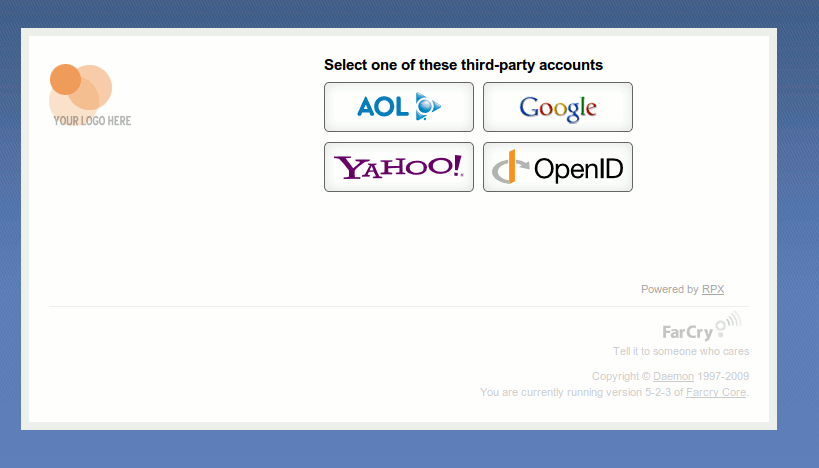 YOUR LOGO HERE
Select one of these third-party accounts
AOL
Google
YAHOO!
OpenID
Powered by RPX
FarCry
Tell it to someone who cares
Copyright © Daemon 1997-2009
You are currently running version 5-2-3 of Farcry Core.